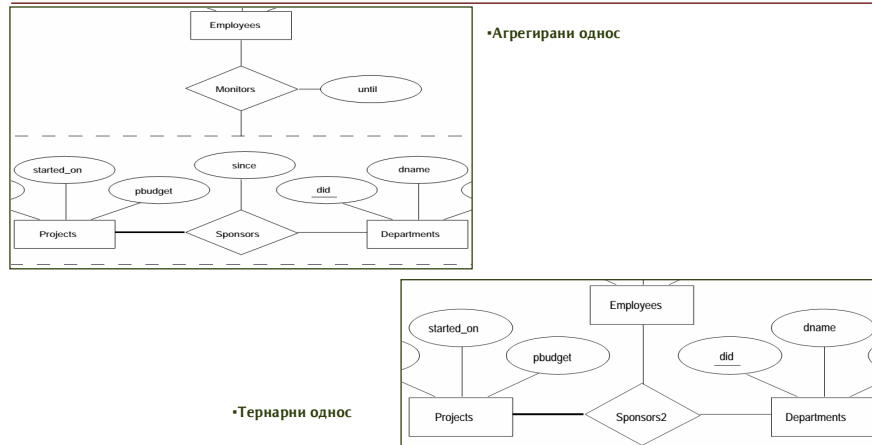 Employees
▪Агрегирани однос
Monitors
until
since
started_on
dname
pbudget
did
Projects
Sponsors
Departments
Employees
started_on
dname
pbudget
did
▪Тернарни однос
Projects
Sponsors2
Departments